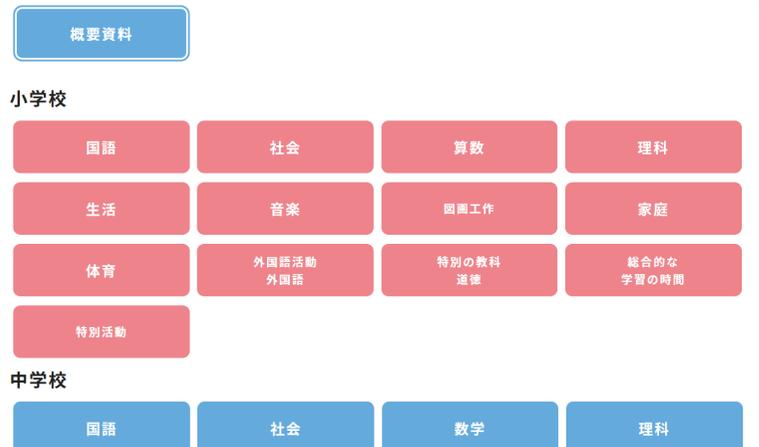 概要資料
小学校
国語
社会
算数
理科
生活
音楽
図画工作
家庭
体育
外国語活動
外国語
特別の教科
道徳
総合的な
学習の時間
特別活動
中学校
国語
社会
数学
理科